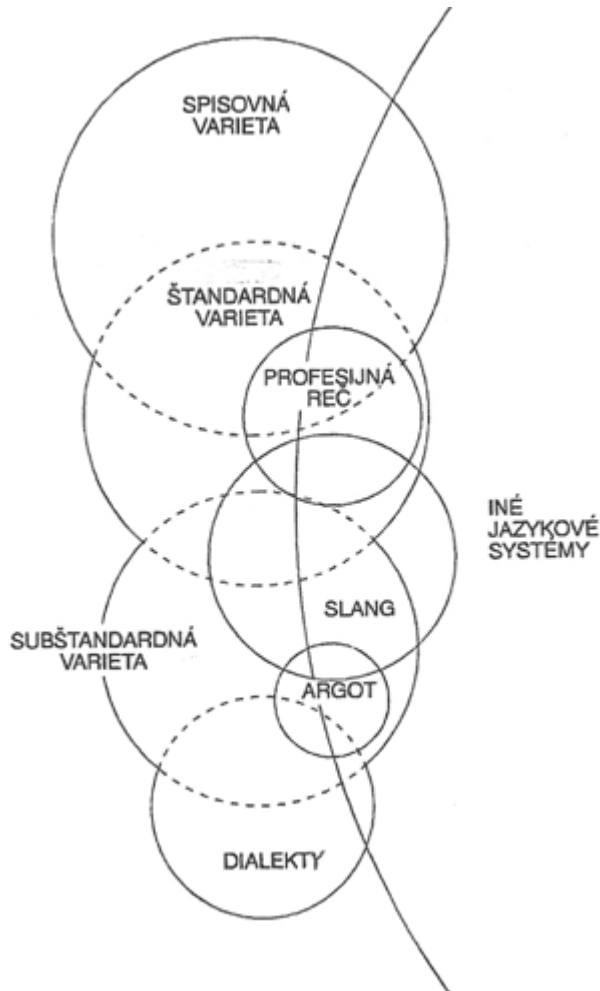 SPISOVNÁ
VARIETA
ŠTANDARDNÁ
VARIETA
PROFESIJNÁ
REČ
INÉ
JAZYKOVÉ
SYSTÉMY
SLANG
SUBŠTANDARDNÁ
VARIETA
ARGOT
DIALEKTY